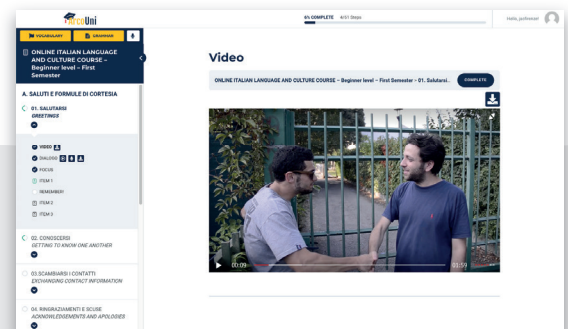 ArcoUni
VOCABULARY
GRAMMAR
ONLINE ITALIAN LANGUAGE
AND CULTURE COURSE –
Beginner level – First
Semester
A. SALUTI E FORMULE DI CORTESIA
01. SALUTARSI
GREETINGS
VIDEO
DIALOGS
FOCUS
ITEM 1
REMEMBER!
ITEM 2
ITEM 3
02. CONOSCERSI
GETTING TO KNOW ONE ANOTHER
03.SCAMBIARSI I CONTATTI
EXCHANGING CONTACT INFORMATION
04. RINGRAZIAMENTI E SCUSE
ACKNOWLEDGEMENTS AND APOLOGIES
6% COMPLETE 4/61 Steps
Hello,
Video
ONLINE ITALIAN LANGUAGE AND CULTURE COURSE – Beginner level – First Semester – 01. Salutarsi...
COMPLETE
00:09
01:59